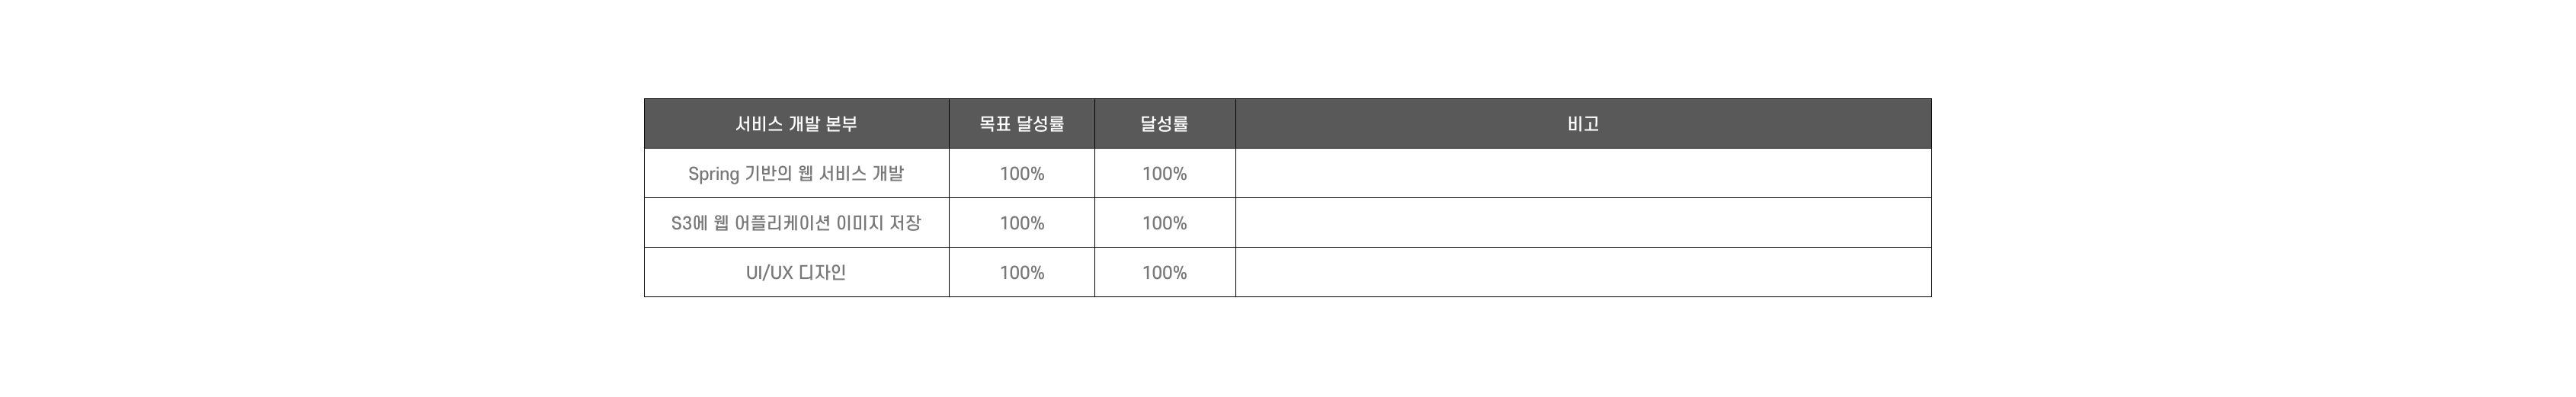 서비스 개발 본부 목표 달성률 달성률 비고
Spring 기반의 웹 서비스 개발 100% 100%
S3에 웹 어플리케이션 이미지 저장 100% 100%
UI/UX 디자인 100% 100%